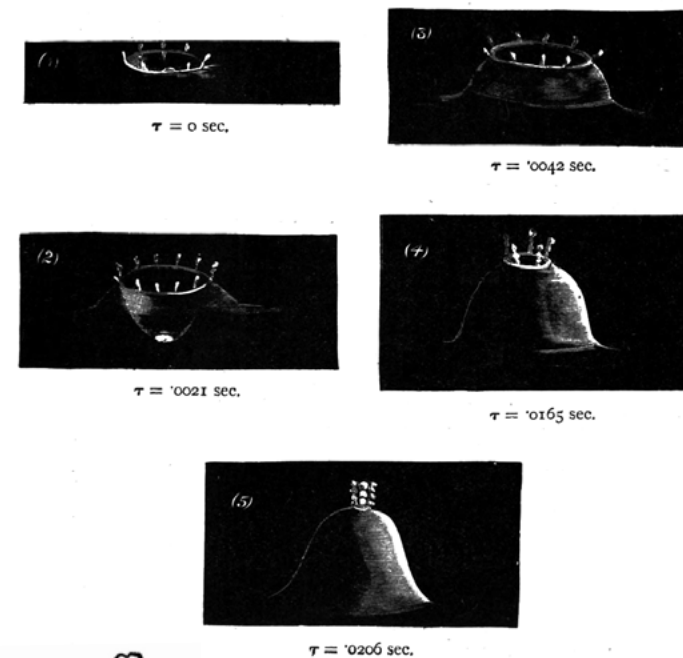 (1)
τ = 0 sec.
(2)
τ = ·0021 sec.
(3)
τ = ·0042 sec.
(4)
τ = ·0165 sec.
(5)
τ = ·0206 sec.